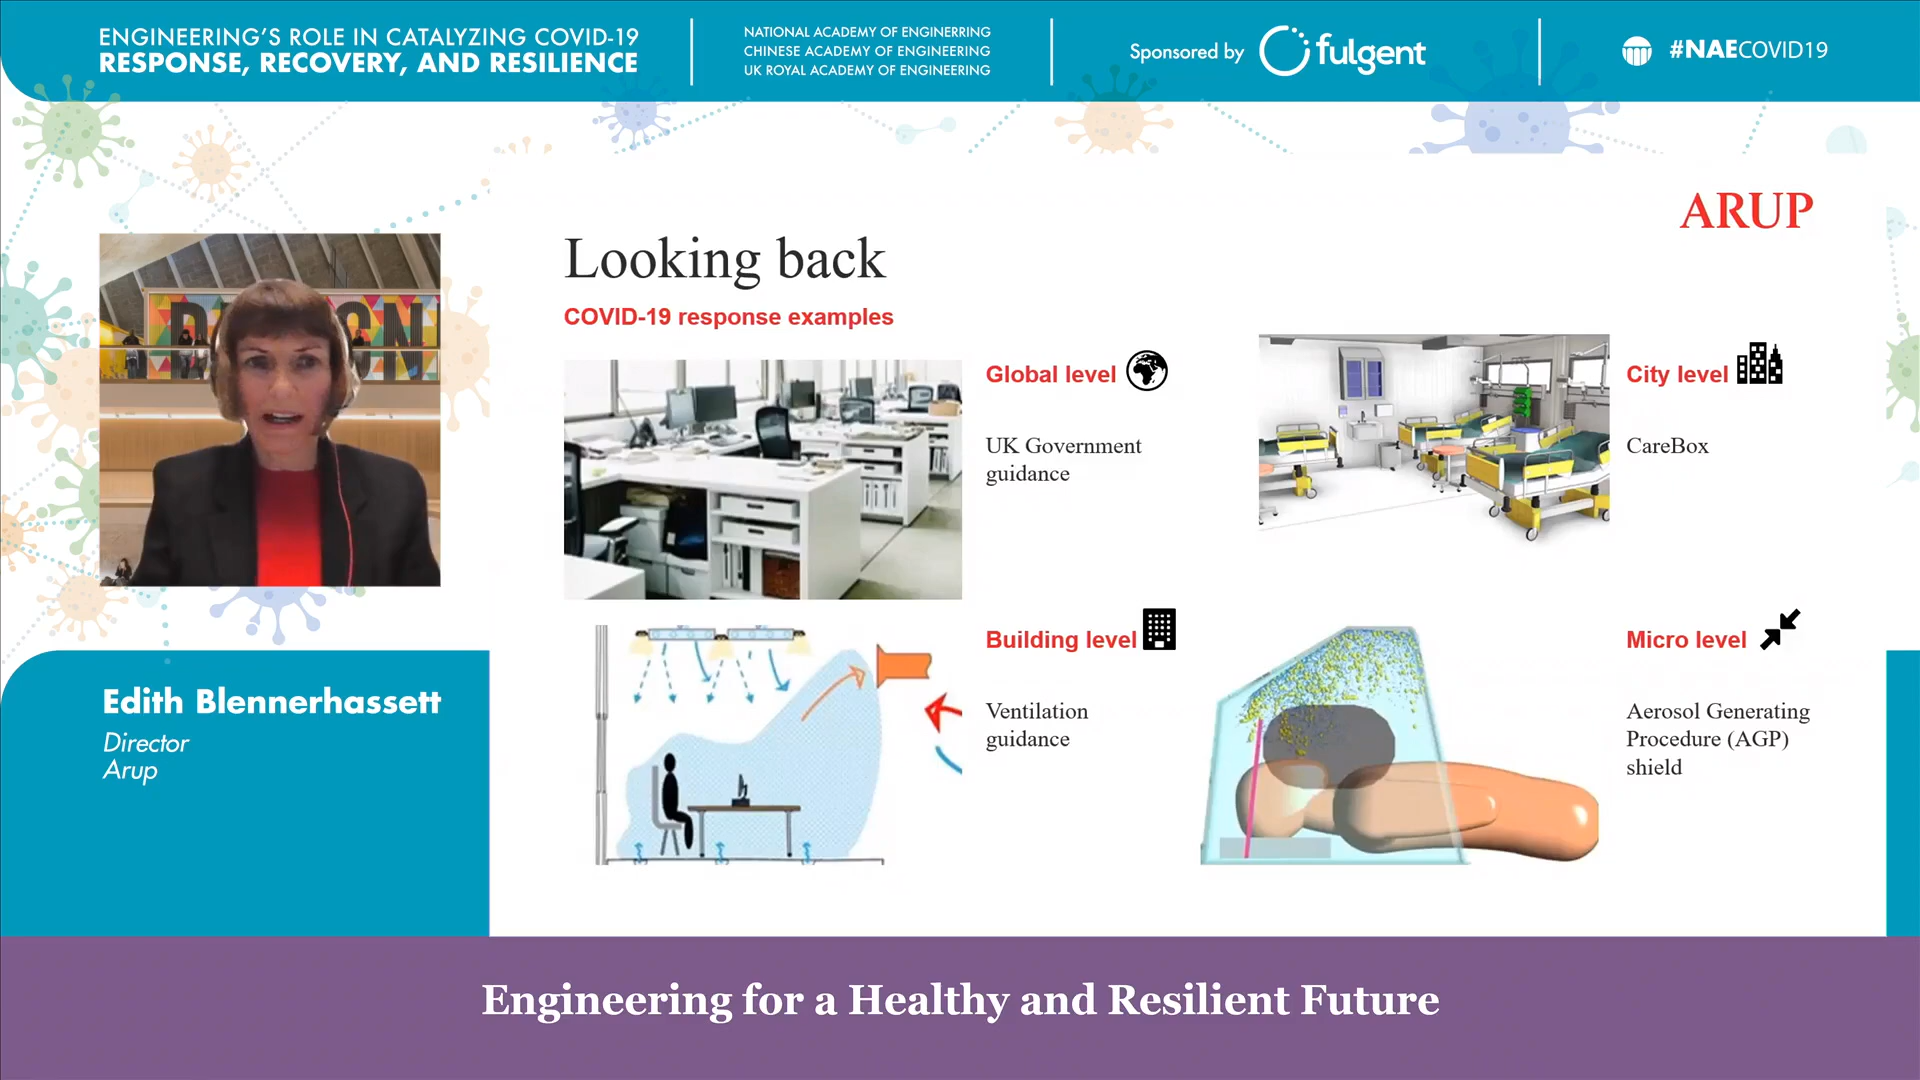 ENGINEERING'S ROLE IN CATALYZING COVID-19
RESPONSE, RECOVERY, AND RESILIENCE
NATIONAL ACADEMY OF ENGINERRING
CHINESE ACADEMY OF ENGINEERING
UK ROYAL ACADEMY OF ENGINEERING
Sponsored by fulgent
#NAECOVID19
ARUP
Looking back
COVID-19 response examples
Global level
UK Government
guidance
City level
CareBox
Building level
Ventilation
guidance
Micro level
Aerosol Generating
Procedure (AGP)
shield
Edith Blennerhassett
Director
Arup
Engineering for a Healthy and Resilient Future